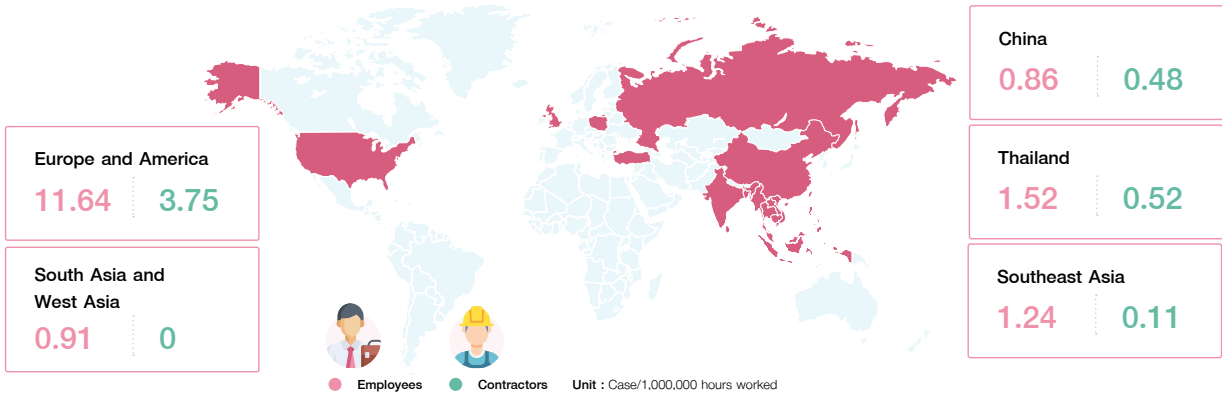 Europe and America
11.64 3.75
South Asia and
West Asia
0.91 0
China
0.86 0.48
Thailand
1.52 0.52
Southeast Asia
1.24 0.11
Employees Contractors Unit : Case/1,000,000 hours worked